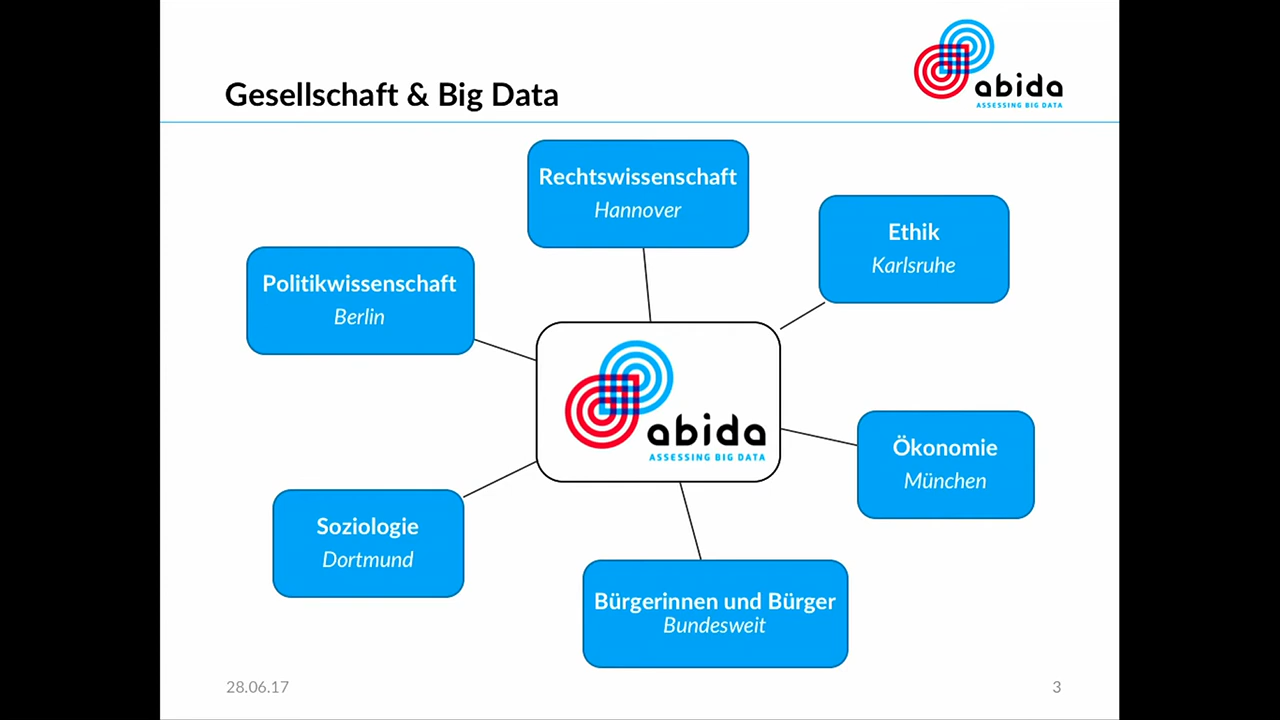 Gesellschaft & Big Data
abida
ASSESSING BIG DATA
Rechtswissenschaft
Hannover
Ethik
Karlsruhe
Politikwissenschaft
Berlin
abida
ASSESSING BIG DATA
Ökonomie
München
Soziologie
Dortmund
Bürgerinnen und Bürger
Bundesweit
28.06.17
3